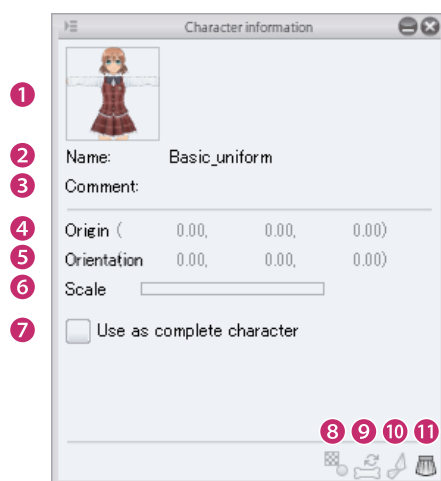 Character information
1
2 Name: Basic_uniform
3 Comment:
4 Origin ( 0.00, 0.00, 0.00)
5 Orientation 0.00, 0.00, 0.00)
6 Scale
7 Use as complete character
8 9 10 11